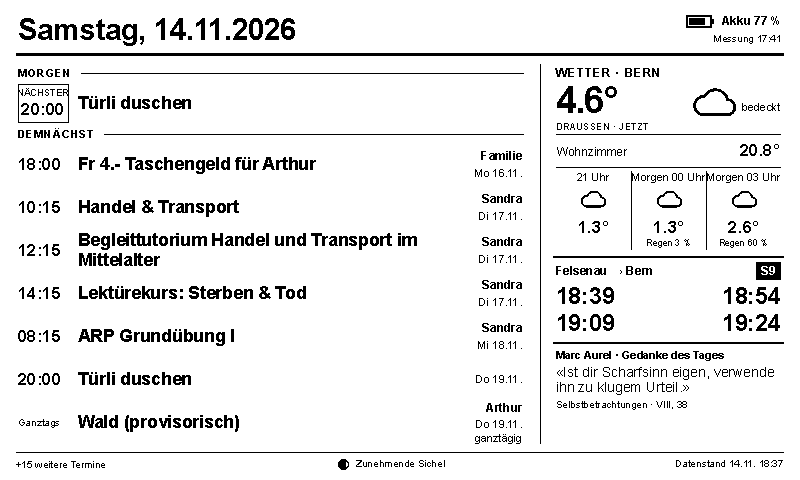 Samstag, 14.11.2026
Akku 77 %
Messung 17:41
MORGEN
NÄCHSTER
20:00 Türli duschen
DEMNÄCHST
18:00 Fr 4.- Taschengeld für Arthur Familie
Mo 16.11.
10:15 Handel & Transport Sandra
Di 17.11.
12:15 Begleittutorium Handel und Transport im Mittelalter Sandra
Di 17.11.
14:15 Lektürekurs: Sterben & Tod Sandra
Di 17.11.
08:15 ARP Grundübung I Sandra
Mi 18.11.
20:00 Türli duschen Do 19.11.
Ganztags Wald (provisorisch) Arthur
Do 19.11.
ganztägig
WETTER · BERN
4.6° bedeckt
DRAUSSEN · JETZT
Wohnzimmer 20.8°
21 Uhr Morgen 00 Uhr Morgen 03 Uhr
1.3° 1.3° 2.6°
Regen 3 % Regen 60 %
Felsenau › Bern S9
18:39 18:54
19:09 19:24
Marc Aurel · Gedanke des Tages
«Ist dir Scharfsinn eigen, verwende
ihn zu klugem Urteil.»
Selbstbetrachtungen · VIII, 38
+15 weitere Termine
Zunehmende Sichel
Datenstand 14.11. 18:37